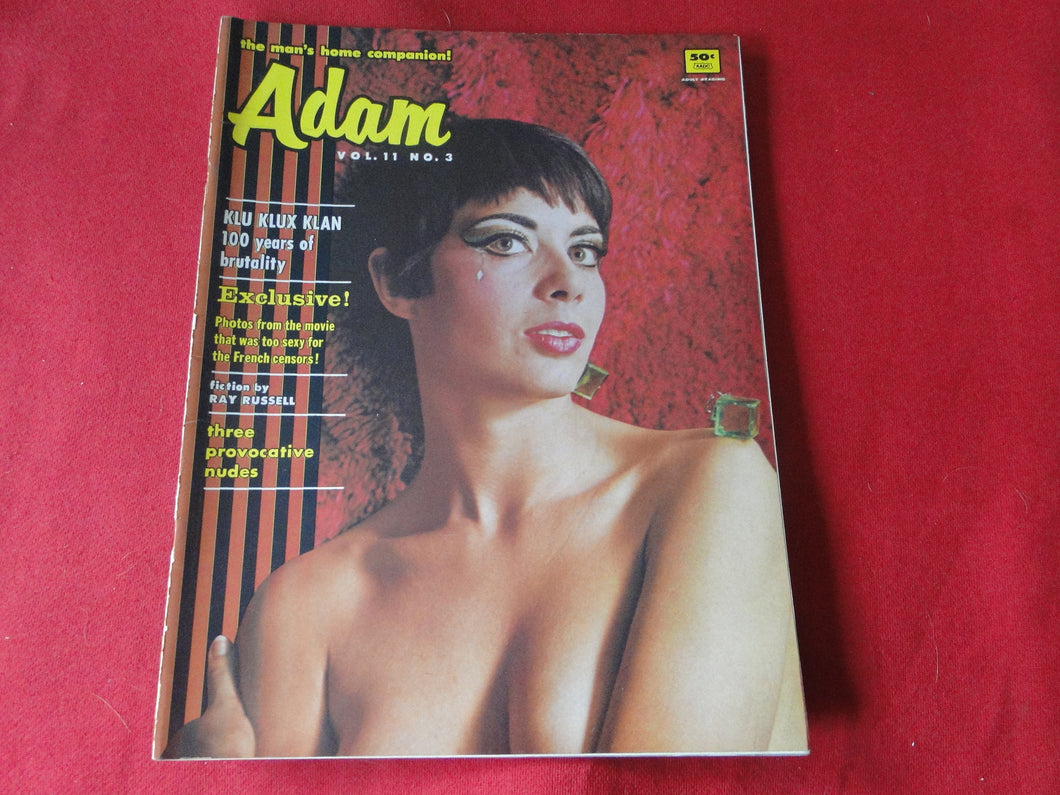 the man's home companion!
Adam
VOL. 11 NO. 3
50¢
ADULT READING
KLU KLUX KLAN
100 years of
brutality
Exclusive!
Photos from the movie
that was too sexy for
the French censors!
fiction by
RAY RUSSELL
three
provocative
nudes